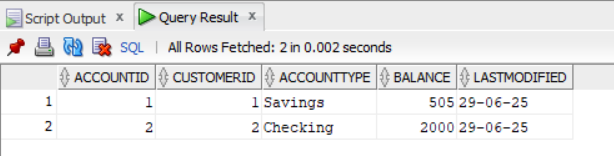 Script Output x Query Result x
SQL | All Rows Fetched: 2 in 0.002 seconds
ACCOUNTID CUSTOMERID ACCOUNTTYPE BALANCE LASTMODIFIED
1 1 1 Savings 505 29-06-25
2 2 2 Checking 2000 29-06-25